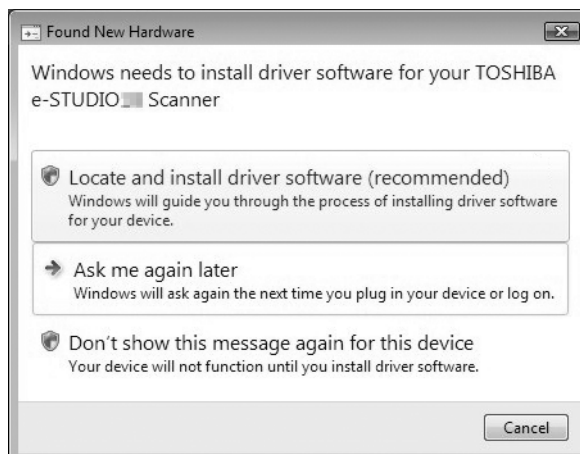 Found New Hardware
Windows needs to install driver software for your TOSHIBA
e-STUDIO Scanner
Locate and install driver software (recommended)
Windows will guide you through the process of installing driver software
for your device.
Ask me again later
Windows will ask again the next time you plug in your device or log on.
Don't show this message again for this device
Your device will not function until you install driver software.
Cancel